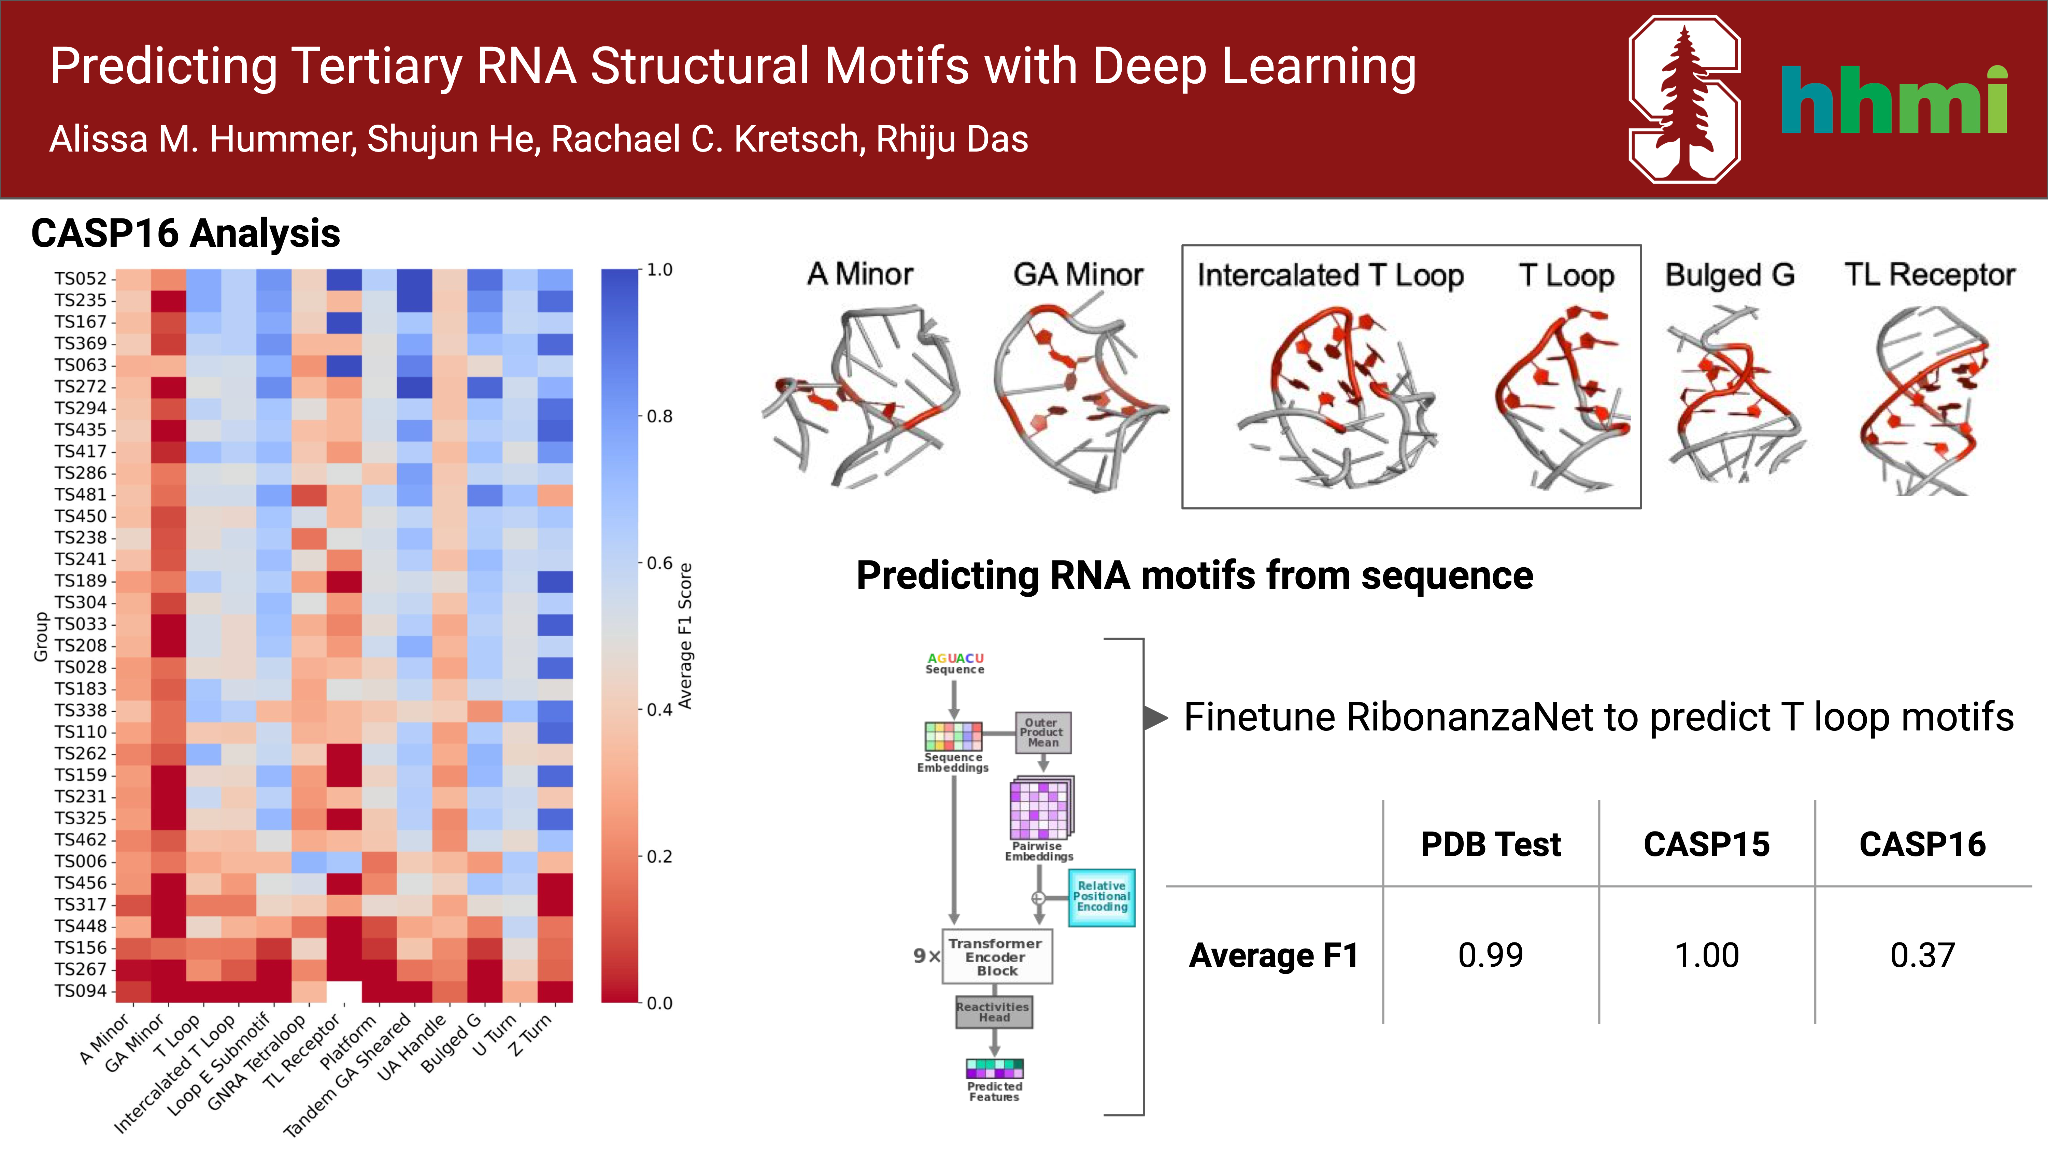 Predicting Tertiary RNA Structural Motifs with Deep Learning
Alissa M. Hummer, Shujun He, Rachael C. Kretsch, Rhiju Das
S
hhmi
CASP16 Analysis
Group
TS052
TS235
TS167
TS369
TS063
TS272
TS294
TS435
TS417
TS286
TS481
TS450
TS238
TS241
TS189
TS304
TS033
TS208
TS028
TS183
TS338
TS110
TS262
TS159
TS231
TS325
TS462
TS006
TS456
TS317
TS448
TS156
TS267
TS094
A Minor
GA Minor
T Loop
Intercalated T Loop
Loop E Submotif
GNRA Tetraloop
TL Receptor
Platform
Tandem GA Sheared
UA Handle
Bulged G
U Turn
Z Turn
1.0
0.8
0.6
0.4
0.2
0.0
Average F1 Score
A Minor
GA Minor
Intercalated T Loop
T Loop
Bulged G
TL Receptor
Predicting RNA motifs from sequence
AGUACU
Sequence
Sequence
Embeddings
Outer
Product
Mean
Pairwise
Embeddings
Relative
Positional
Encoding
9×
Transformer
Encoder
Block
Reactivities
Head
Predicted
Features
Finetune RibonanzaNet to predict T loop motifs
PDB Test CASP15 CASP16
Average F1 0.99 1.00 0.37